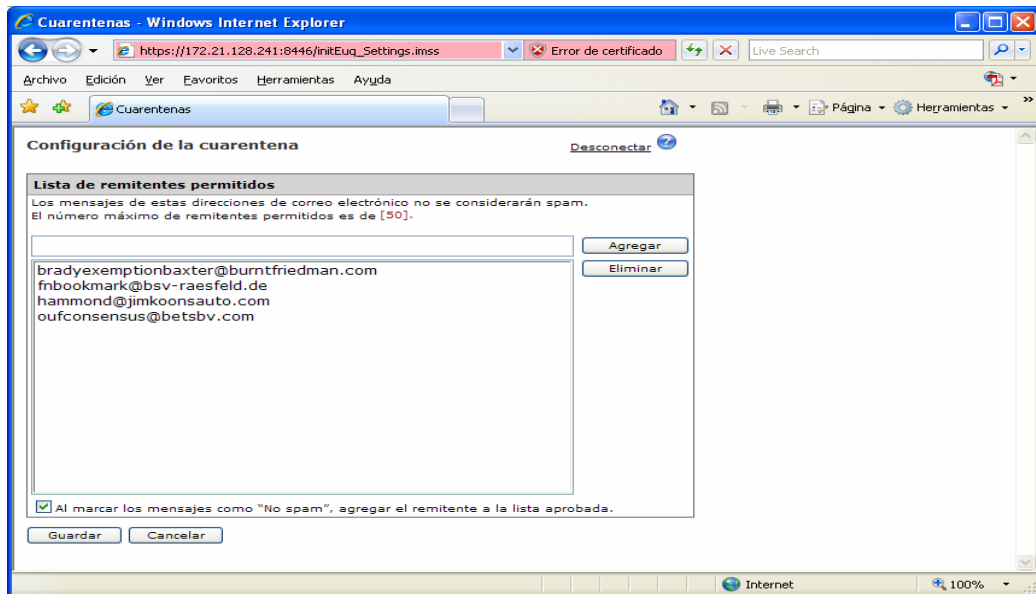 Cuarentenas - Windows Internet Explorer
https://172.21.128.241:8446/initEuq_Settings.imss
Error de certificado
Live Search
Archivo Edición Ver Favoritos Herramientas Ayuda
Cuarentenas
Página
Herramientas
Configuración de la cuarentena
Desconectar
Lista de remitentes permitidos
Los mensajes de estas direcciones de correo electrónico no se considerarán spam.
El número máximo de remitentes permitidos es de [50].
Agregar
Eliminar
bradyexemptionbaxter@burntfriedman.com
fnbookmark@bsv-raesfeld.de
hammond@jimkoonsauto.com
oufconsensus@betsbv.com
Al marcar los mensajes como "No spam", agregar el remitente a la lista aprobada.
Guardar
Cancelar
Internet
100%